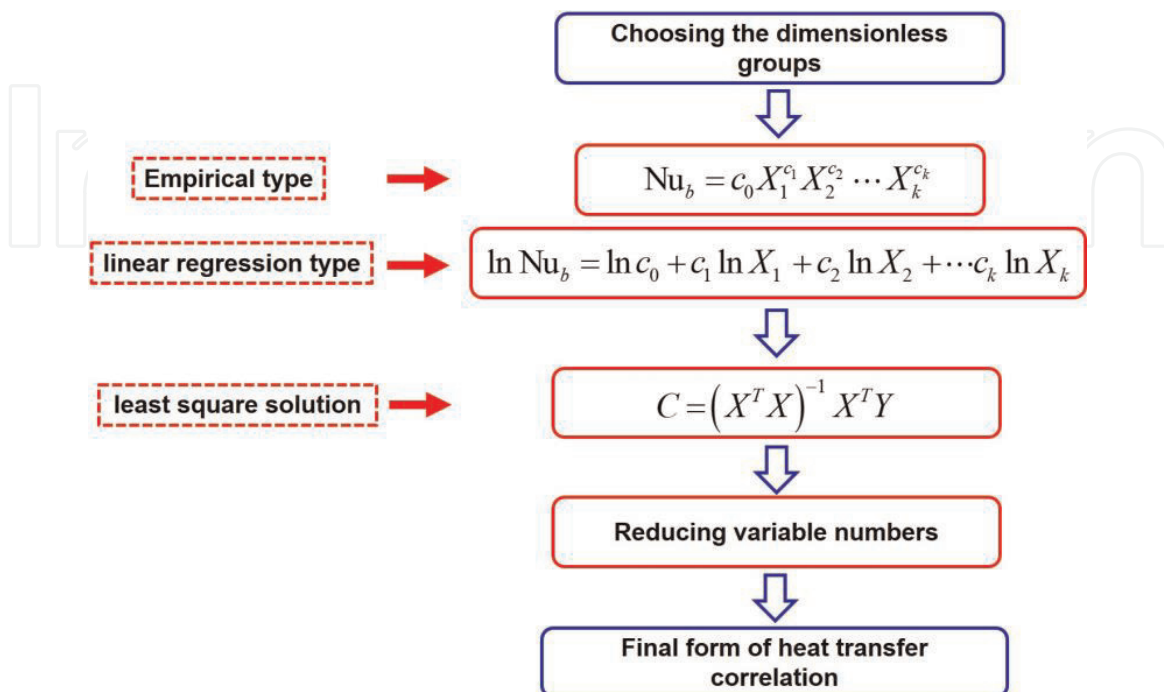 Choosing the dimensionless
groups
Empirical type
Nu_b = c_0 X_1^{c_1} X_2^{c_2} ⋯ X_k^{c_k}
linear regression type
ln Nu_b = ln c_0 + c_1 ln X_1 + c_2 ln X_2 + ⋯ c_k ln X_k
least square solution
C = (X^T X)^{-1} X^T Y
Reducing variable numbers
Final form of heat transfer
correlation